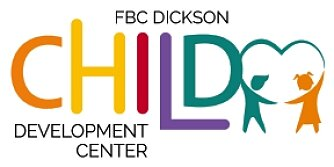 FBC DICKSON
CHILD
DEVELOPMENT
CENTER